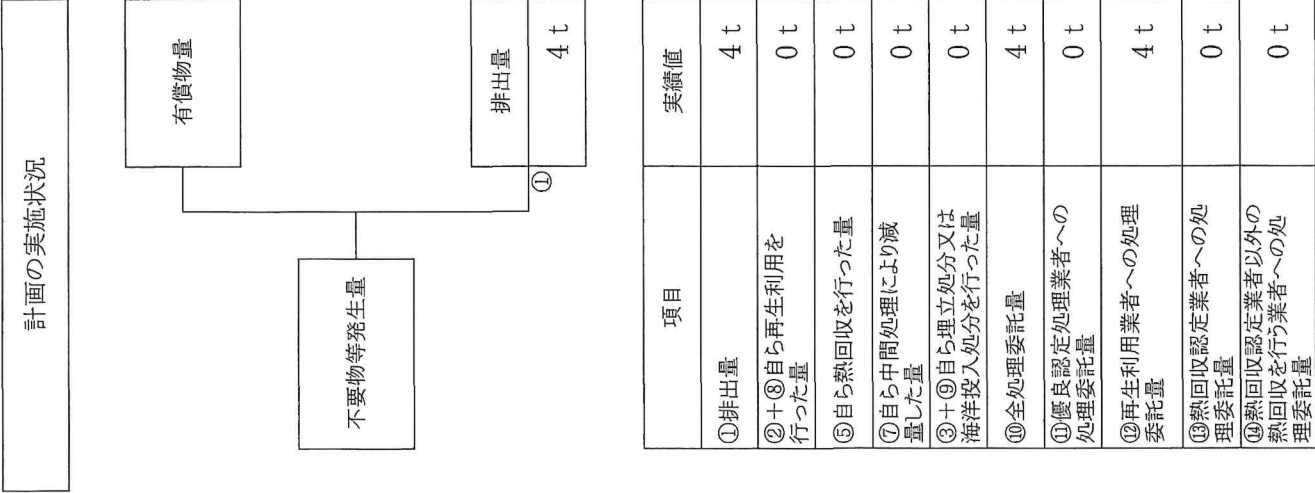 計画の実施状況
有償物量
不要物等発生量
排出量
①
4 t
項目
実績値
①排出量
4 t
②+⑧自ら再生利用を
行った量
0 t
⑤自ら熱回収を行った量
0 t
⑦自ら中間処理により減
量した量
0 t
③+⑨自ら埋立処分又は
海洋投入処分を行った量
0 t
⑩全処理委託量
4 t
⑪優良認定処理業者への
処理委託量
0 t
⑫再生利用業者への処理
委託量
4 t
⑬熱回収認定業者への処
理委託量
0 t
⑭熱回収認定業者以外の
熱回収を行う業者への処
理委託量
0 t